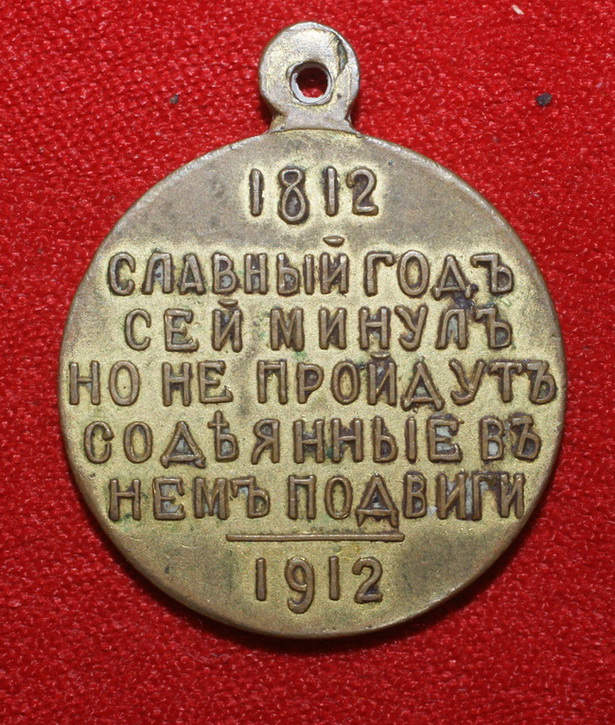 1812
СЛАВНЫЙ ГОДЪ
СЕЙ МИНУЛЪ
НО НЕ ПРОЙДУТЪ
СОДѢЯННЫЕ ВЪ
НЕМЪ ПОДВИГИ
1912